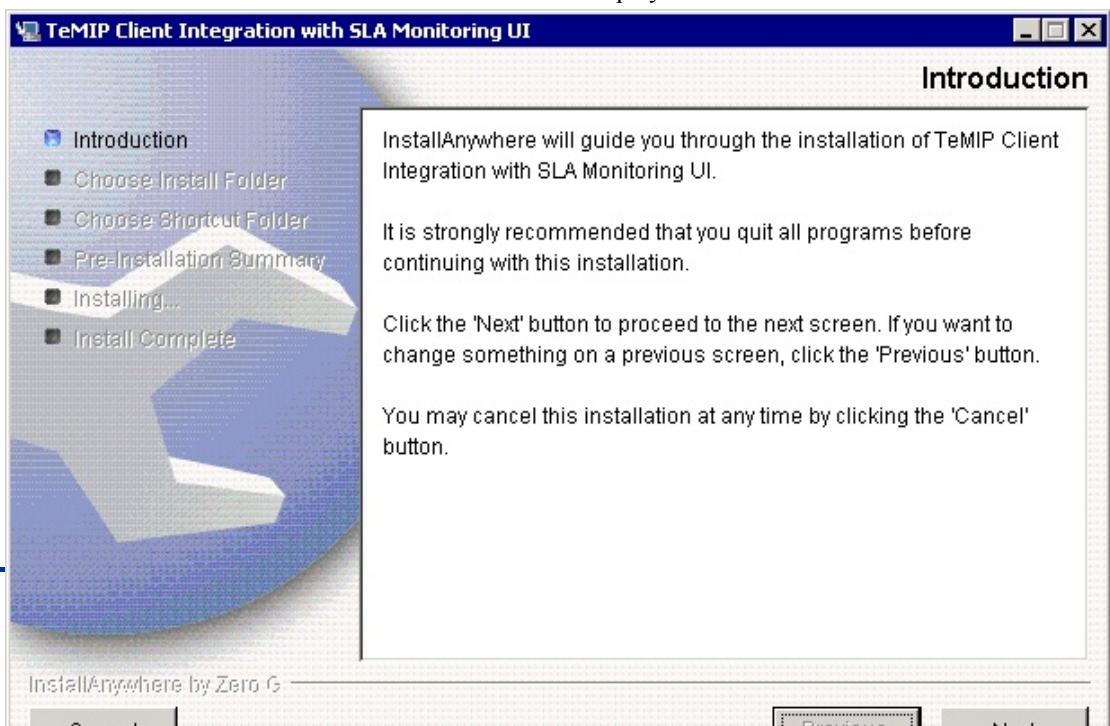 TeMIP Client Integration with SLA Monitoring UI
Introduction
Introduction
Choose Install Folder
Choose Shortcut Folder
Pre-Installation Summary
Installing...
Install Complete
InstallAnywhere will guide you through the installation of TeMIP Client
Integration with SLA Monitoring UI.
It is strongly recommended that you quit all programs before
continuing with this installation.
Click the 'Next' button to proceed to the next screen. If you want to
change something on a previous screen, click the 'Previous' button.
You may cancel this installation at any time by clicking the 'Cancel'
button.
InstallAnywhere by Zero G